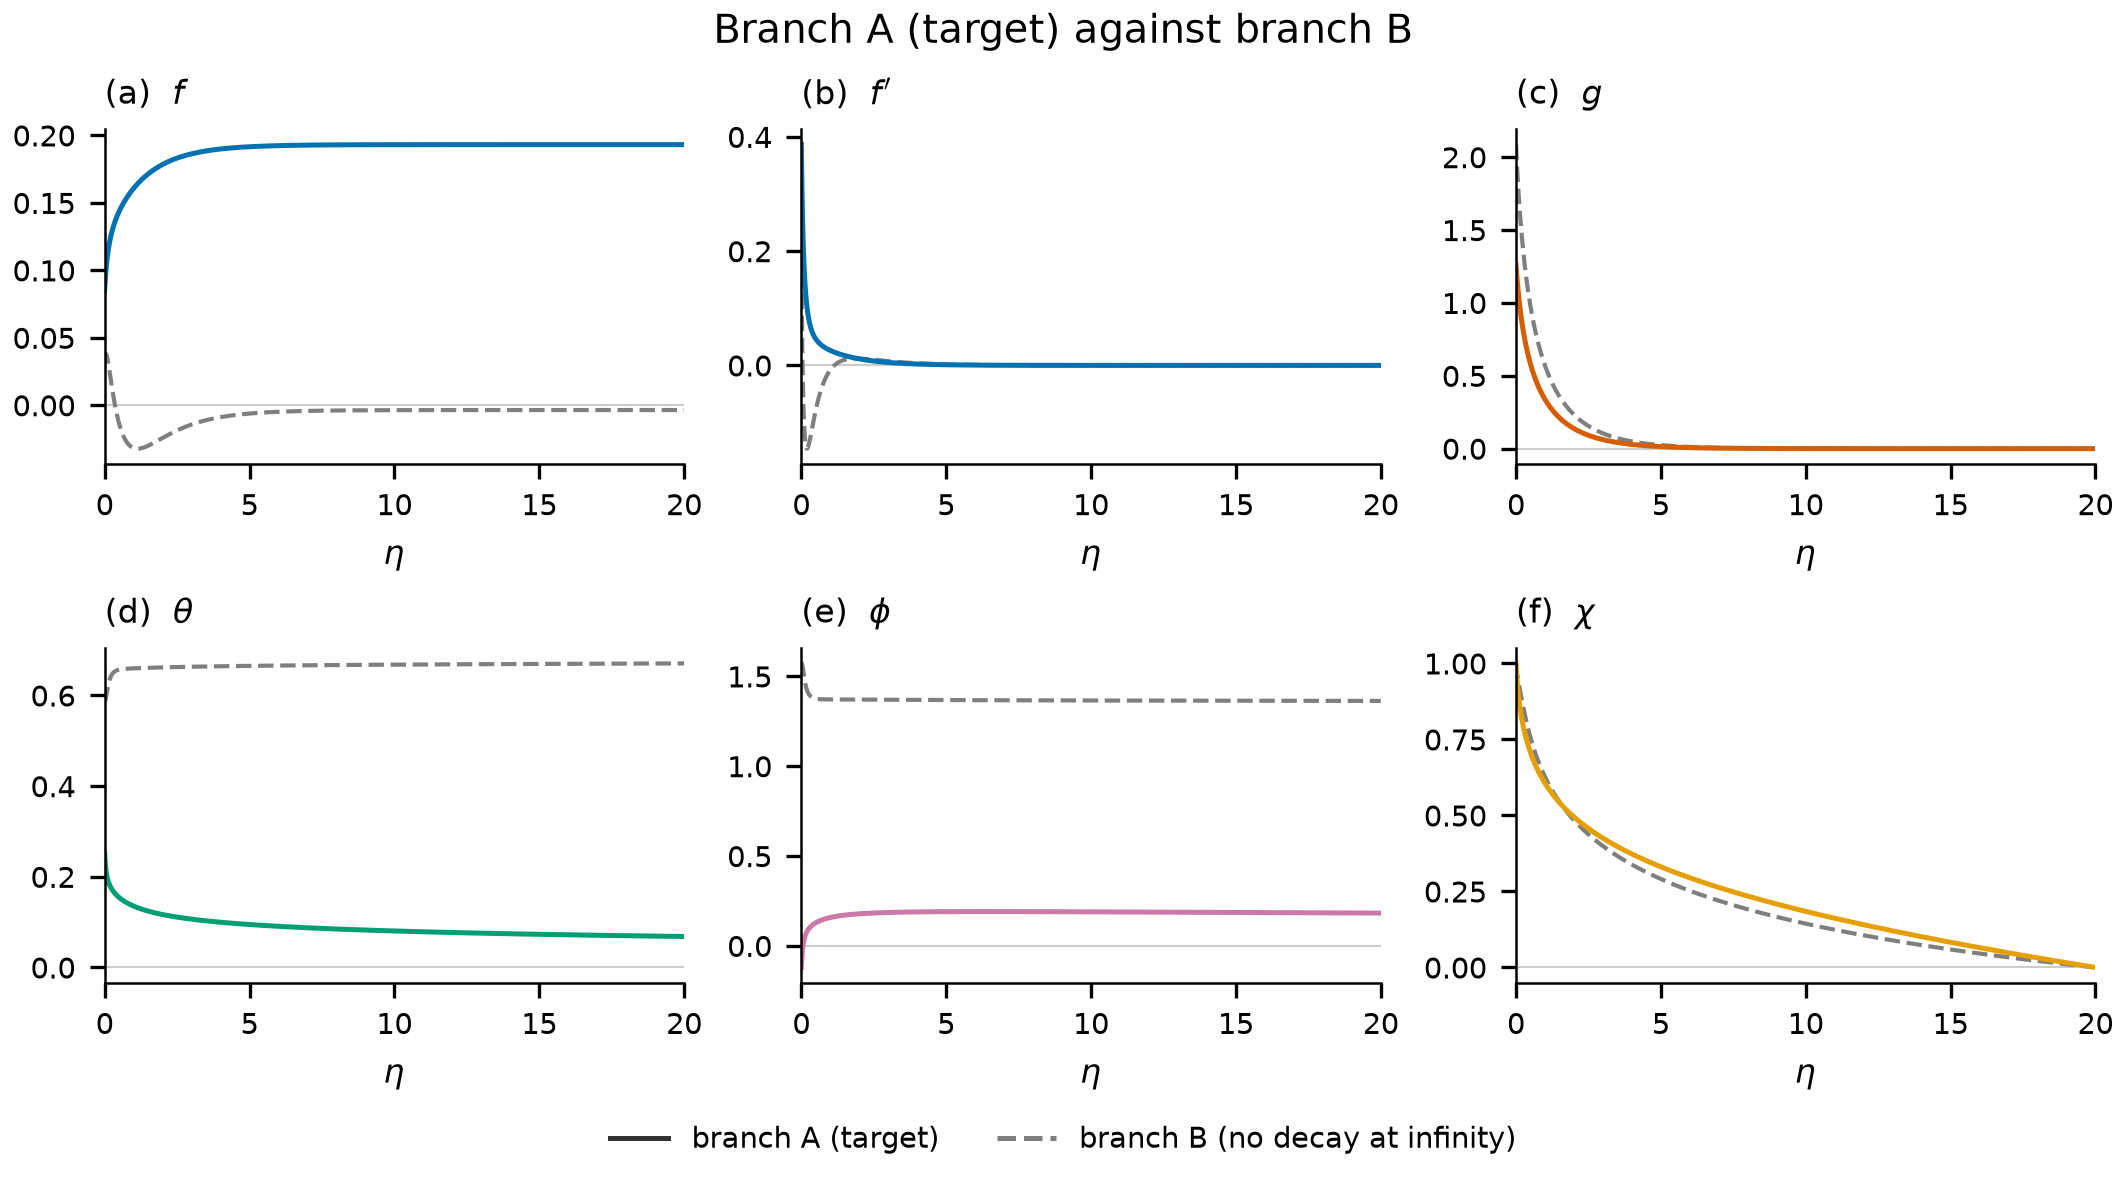 Branch A (target) against branch B
(a) f
0.20
0.15
0.10
0.05
0.00
0 5 10 15 20
η
(b) f′
0.4
0.2
0.0
0 5 10 15 20
η
(c) g
2.0
1.5
1.0
0.5
0.0
0 5 10 15 20
η
(d) θ
0.6
0.4
0.2
0.0
0 5 10 15 20
η
(e) ϕ
1.5
1.0
0.5
0.0
0 5 10 15 20
η
(f) χ
1.00
0.75
0.50
0.25
0.00
0 5 10 15 20
η
branch A (target)
branch B (no decay at infinity)